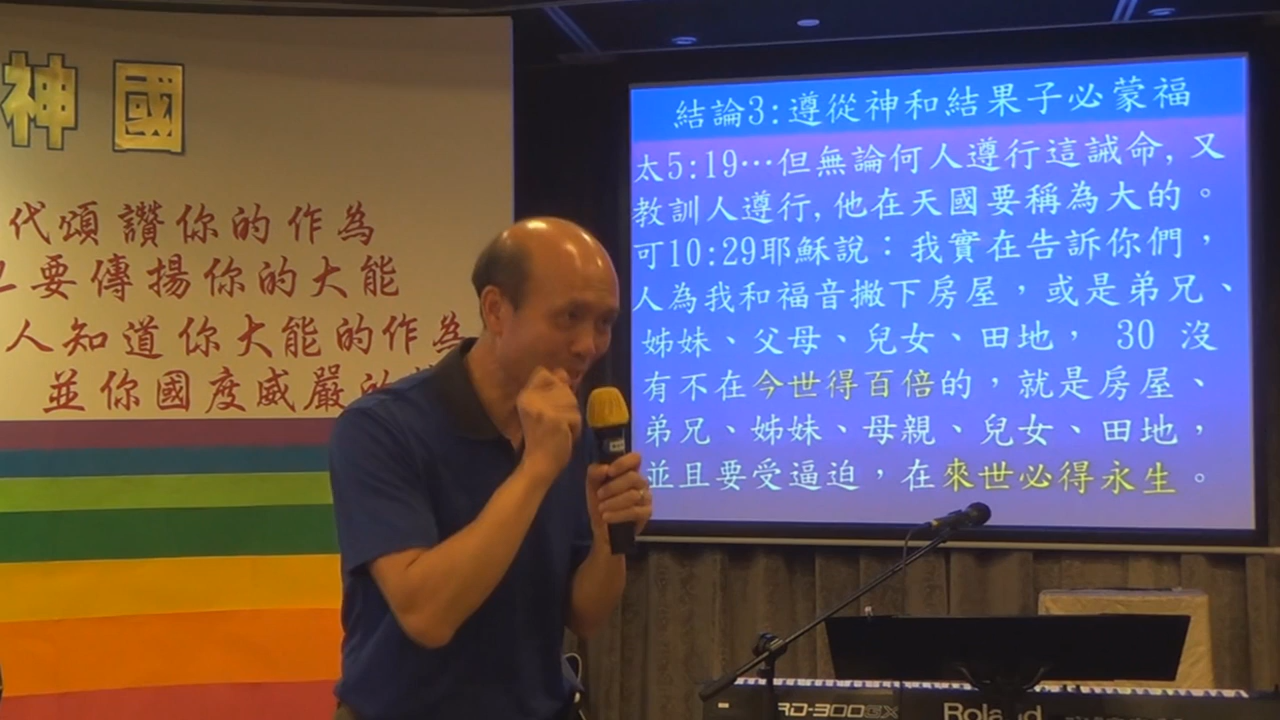 神國
代頌讚你的作為
要傳揚你的大能
人知道你大能的作為
並你國度威嚴的
結論3:遵從神和結果子必蒙福
太5:19…但無論何人遵行這誡命,又
教訓人遵行,他在天國要稱為大的。
可10:29耶穌說：我實在告訴你們，
人為我和福音撇下房屋，或是弟兄、
姊妹、父母、兒女、田地， 30 沒
有不在今世得百倍的，就是房屋、
弟兄、姊妹、母親、兒女、田地，
並且要受逼迫，在來世必得永生。
RD-300GX
Roland